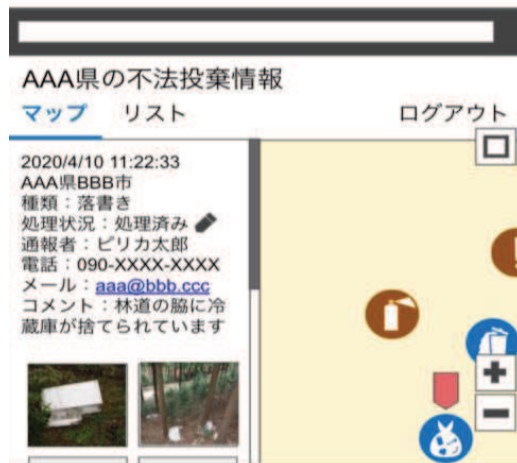 AAA県の不法投棄情報
マップ リスト ログアウト
2020/4/10 11:22:33
AAA県BBB市
種類：落書き
処理状況：処理済み
通報者：ピリカ太郎
電話：090-XXXX-XXXX
メール：aaa@bbb.ccc
コメント：林道の脇に冷
蔵庫が捨てられています